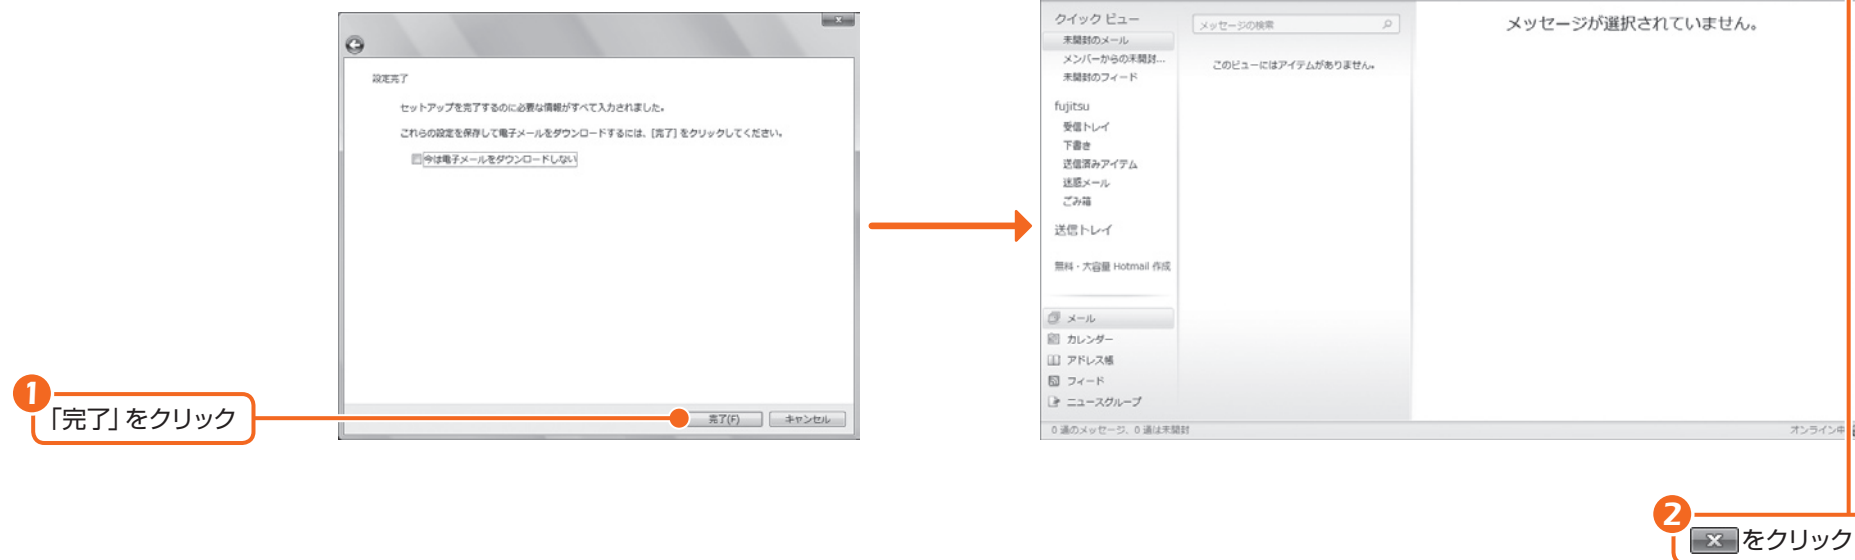 設定完了
セットアップを完了するのに必要な情報がすべて入力されました。
これらの設定を保存して電子メールをダウンロードするには、[完了] をクリックしてください。
今は電子メールをダウンロードしない
完了(F)
キャンセル
1
「完了」をクリック
クイック ビュー
未開封のメール
メンバーからの未開封...
未開封のフィード
fujitsu
受信トレイ
下書き
送信済みアイテム
迷惑メール
ごみ箱
送信トレイ
無料・大容量 Hotmail 作成
メール
カレンダー
アドレス帳
フィード
ニュースグループ
0 通のメッセージ、0 通は未開封
メッセージの検索
このビューにはアイテムがありません。
メッセージが選択されていません。
オンライン中
2
をクリック